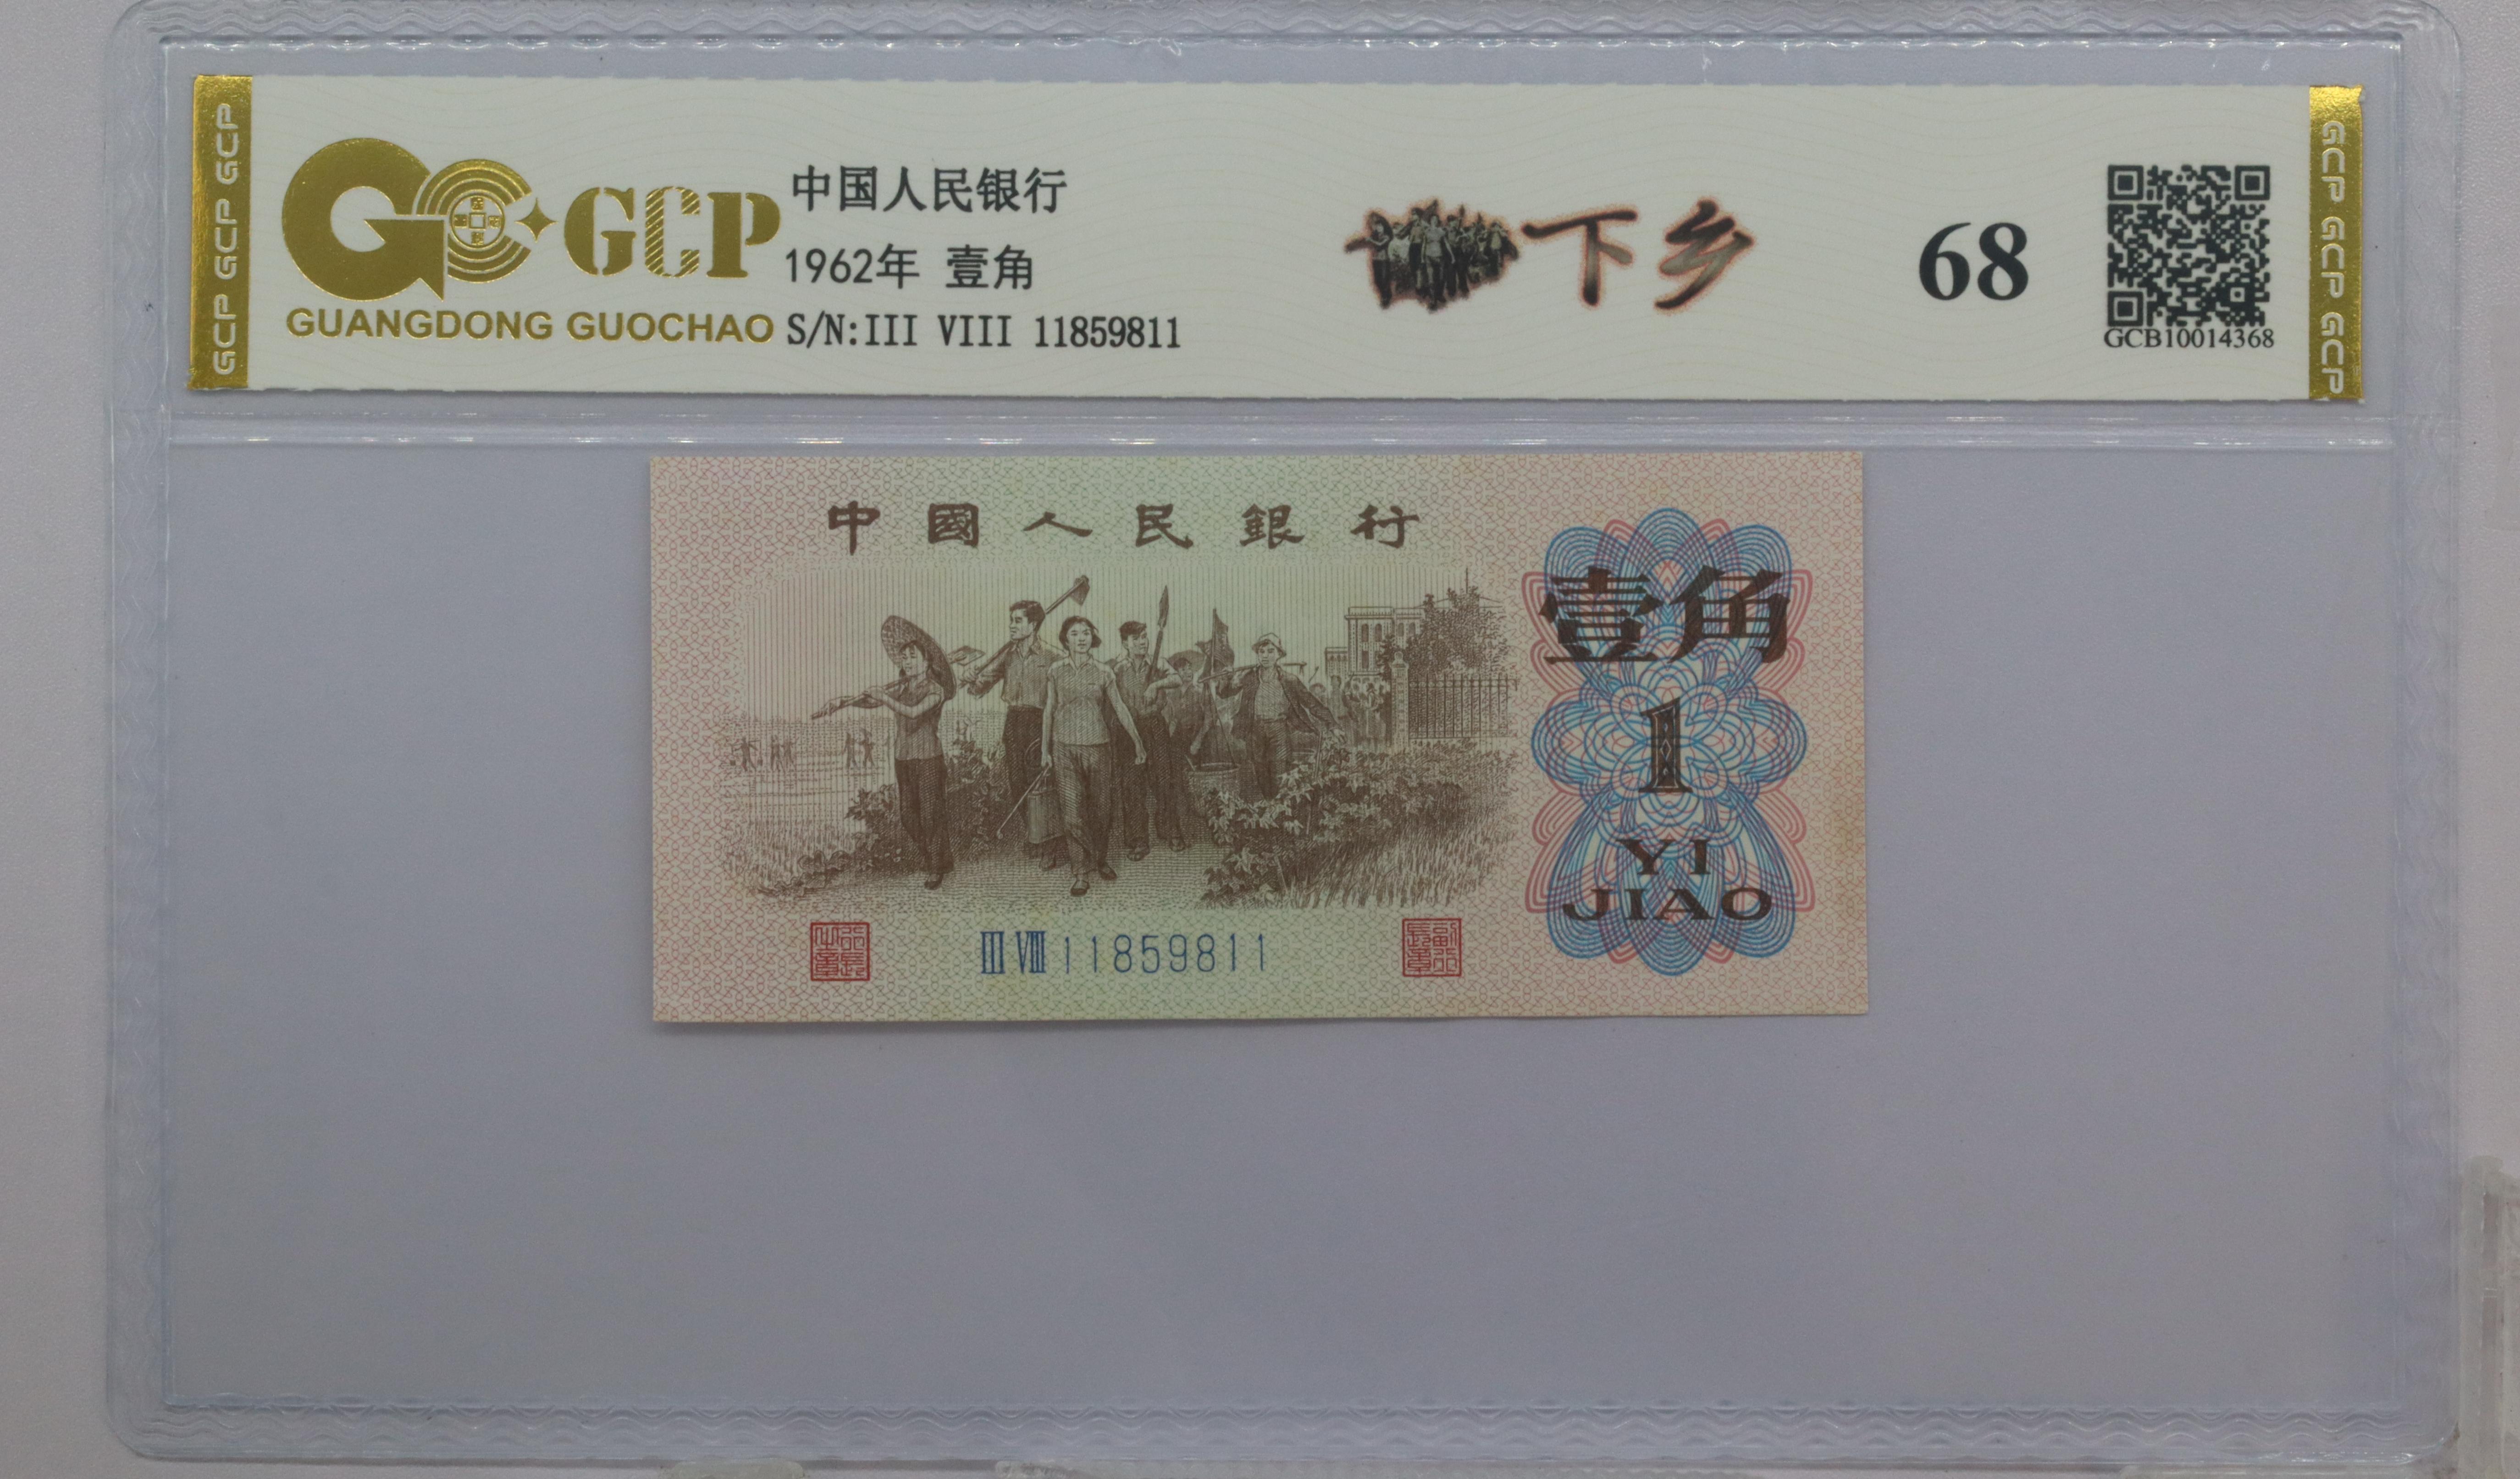 GCP GCP GCP
GCP
GUANGDONG GUOCHAO
中国人民银行
1962年 壹角
S/N:III VIII 11859811
下乡
68
GCB10014368
GCP GCP GCP GCP
中國人民銀行
壹角
1
YI
JIAO
III VIII 11859811